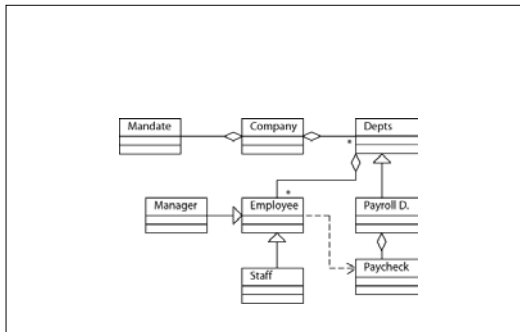 Mandate Company Depts
*
*
Manager Employee Payroll D.
Staff Paycheck